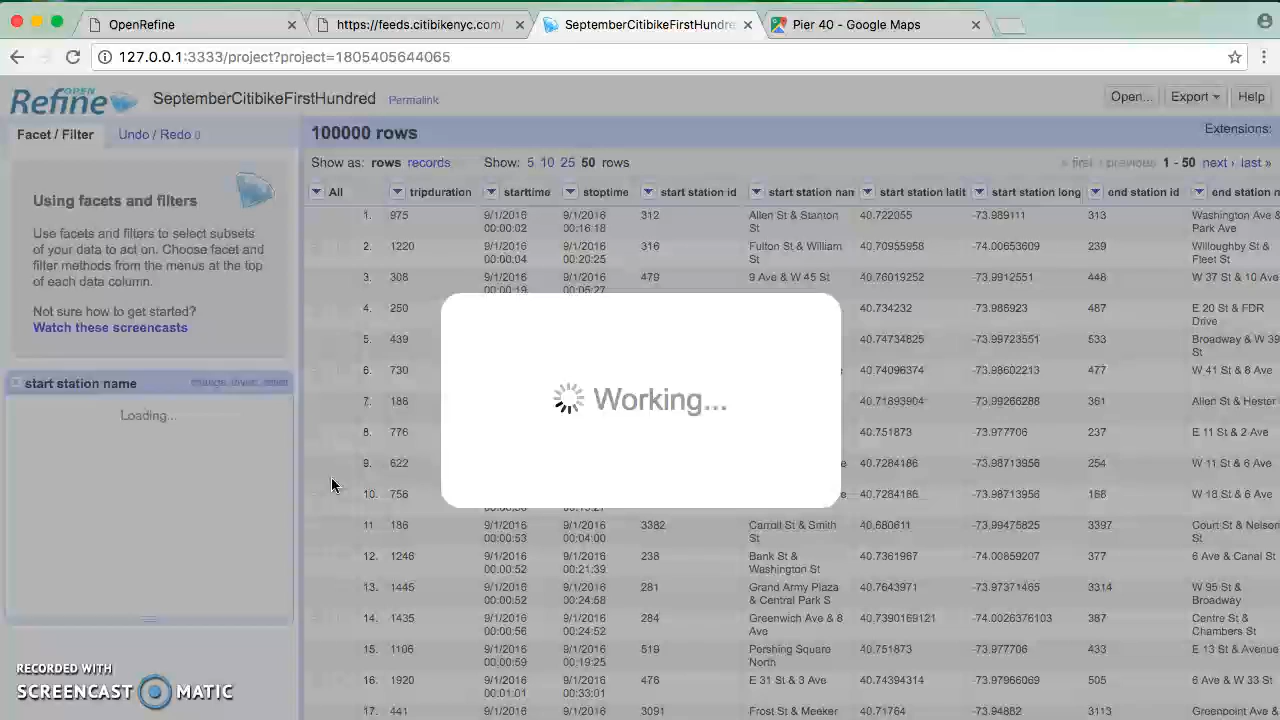 OpenRefine
https://feeds.citibikenyc.com/
SeptemberCitibikeFirstHundre
Pier 40 - Google Maps
127.0.0.1:3333/project?project=1805405644065
OPEN Refine
SeptemberCitibikeFirstHundred
Permalink
Open...
Export
Help
Facet / Filter
Undo / Redo 0
100000 rows
Extensions:
Show as: rows records
Show: 5 10 25 50 rows
« first ‹ previous 1 - 50 next › last »
All
tripduration
starttime
stoptime
start station id
start station nam
start station latit
start station long
end station id
end station n
Using facets and filters
Use facets and filters to select subsets
of your data to act on. Choose facet and
filter methods from the menus at the top
of each data column.
Not sure how to get started?
Watch these screencasts
start station name
Loading...
Working...
1. 975 9/1/2016 00:00:02 9/1/2016 00:16:18 312 Allen St & Stanton St 40.722055 -73.989111 313 Washington Ave & Park Ave
2. 1220 9/1/2016 00:00:04 9/1/2016 00:20:25 316 Fulton St & William St 40.70955958 -74.00653609 239 Willoughby St & Fleet St
3. 308 9/1/2016 00:00:19 9/1/2016 00:05:27 479 9 Ave & W 45 St 40.76019252 -73.9912551 448 W 37 St & 10 Ave
4. 250 40.734232 -73.986923 487 E 20 St & FDR Drive
5. 439 40.74734825 -73.99723551 533 Broadway & W 39 St
6. 730 40.74096374 -73.98602213 477 W 41 St & 8 Ave
7. 186 40.71893904 -73.99266288 361 Allen St & Hester
8. 776 40.751873 -73.977706 237 E 11 St & 2 Ave
9. 622 40.7284186 -73.98713956 254 W 11 St & 6 Ave
10. 756 40.7284186 -73.98713956 168 W 18 St & 6 Ave
11. 186 9/1/2016 00:00:53 9/1/2016 00:04:00 3382 Carroll St & Smith St 40.680611 -73.99475825 3397 Court St & Nelson St
12. 1246 9/1/2016 00:00:52 9/1/2016 00:21:39 238 Bank St & Washington St 40.7361967 -74.00859207 377 6 Ave & Canal St
13. 1445 9/1/2016 00:00:52 9/1/2016 00:24:58 281 Grand Army Plaza & Central Park S 40.7643971 -73.97371465 3314 W 95 St & Broadway
14. 1435 9/1/2016 00:00:56 9/1/2016 00:24:52 284 Greenwich Ave & 8 Ave 40.7390169121 -74.0026376103 387 Centre St & Chambers St
15. 1106 9/1/2016 00:00:59 9/1/2016 00:19:25 519 Pershing Square North 40.751873 -73.977706 433 E 13 St & Avenue
16. 1920 9/1/2016 00:01:01 9/1/2016 00:33:01 476 E 31 St & 3 Ave 40.74394314 -73.97966069 505 6 Ave & W 33 St
17. 441 3091 Frost St & Meeker 40.71764 -73.94882 3113 Greenpoint Ave &
RECORDED WITH
SCREENCAST MATIC